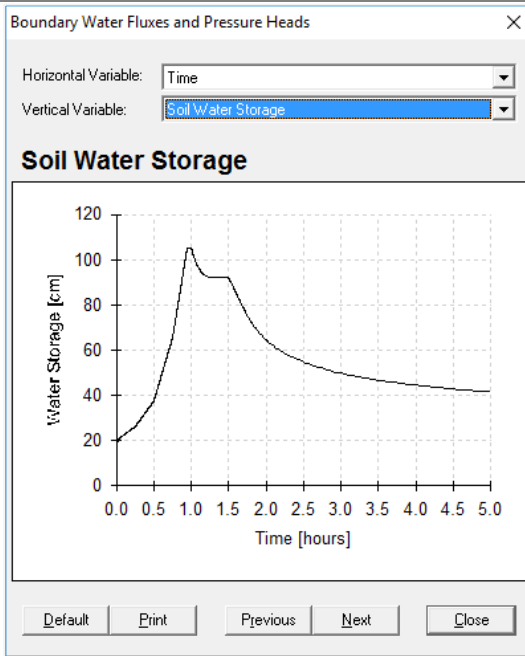 Boundary Water Fluxes and Pressure Heads
Horizontal Variable: Time
Vertical Variable: Soil Water Storage
Soil Water Storage
120
100
80
60
40
20
0
Water Storage [cm]
0.0 0.5 1.0 1.5 2.0 2.5 3.0 3.5 4.0 4.5 5.0
Time [hours]
Default Print Previous Next Close